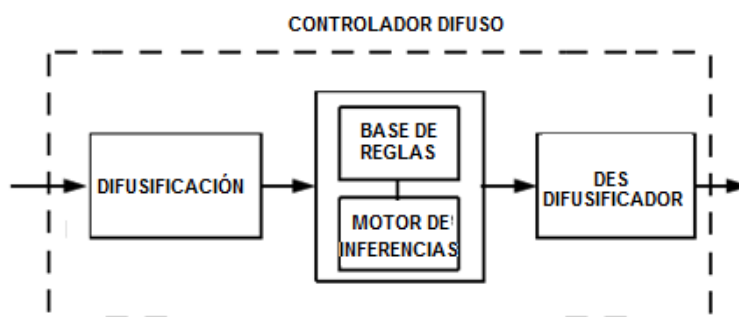 CONTROLADOR DIFUSO
DIFUSIFICACIÓN
BASE DE
REGLAS
MOTOR DE
INFERENCIAS
DES
DIFUSIFICADOR